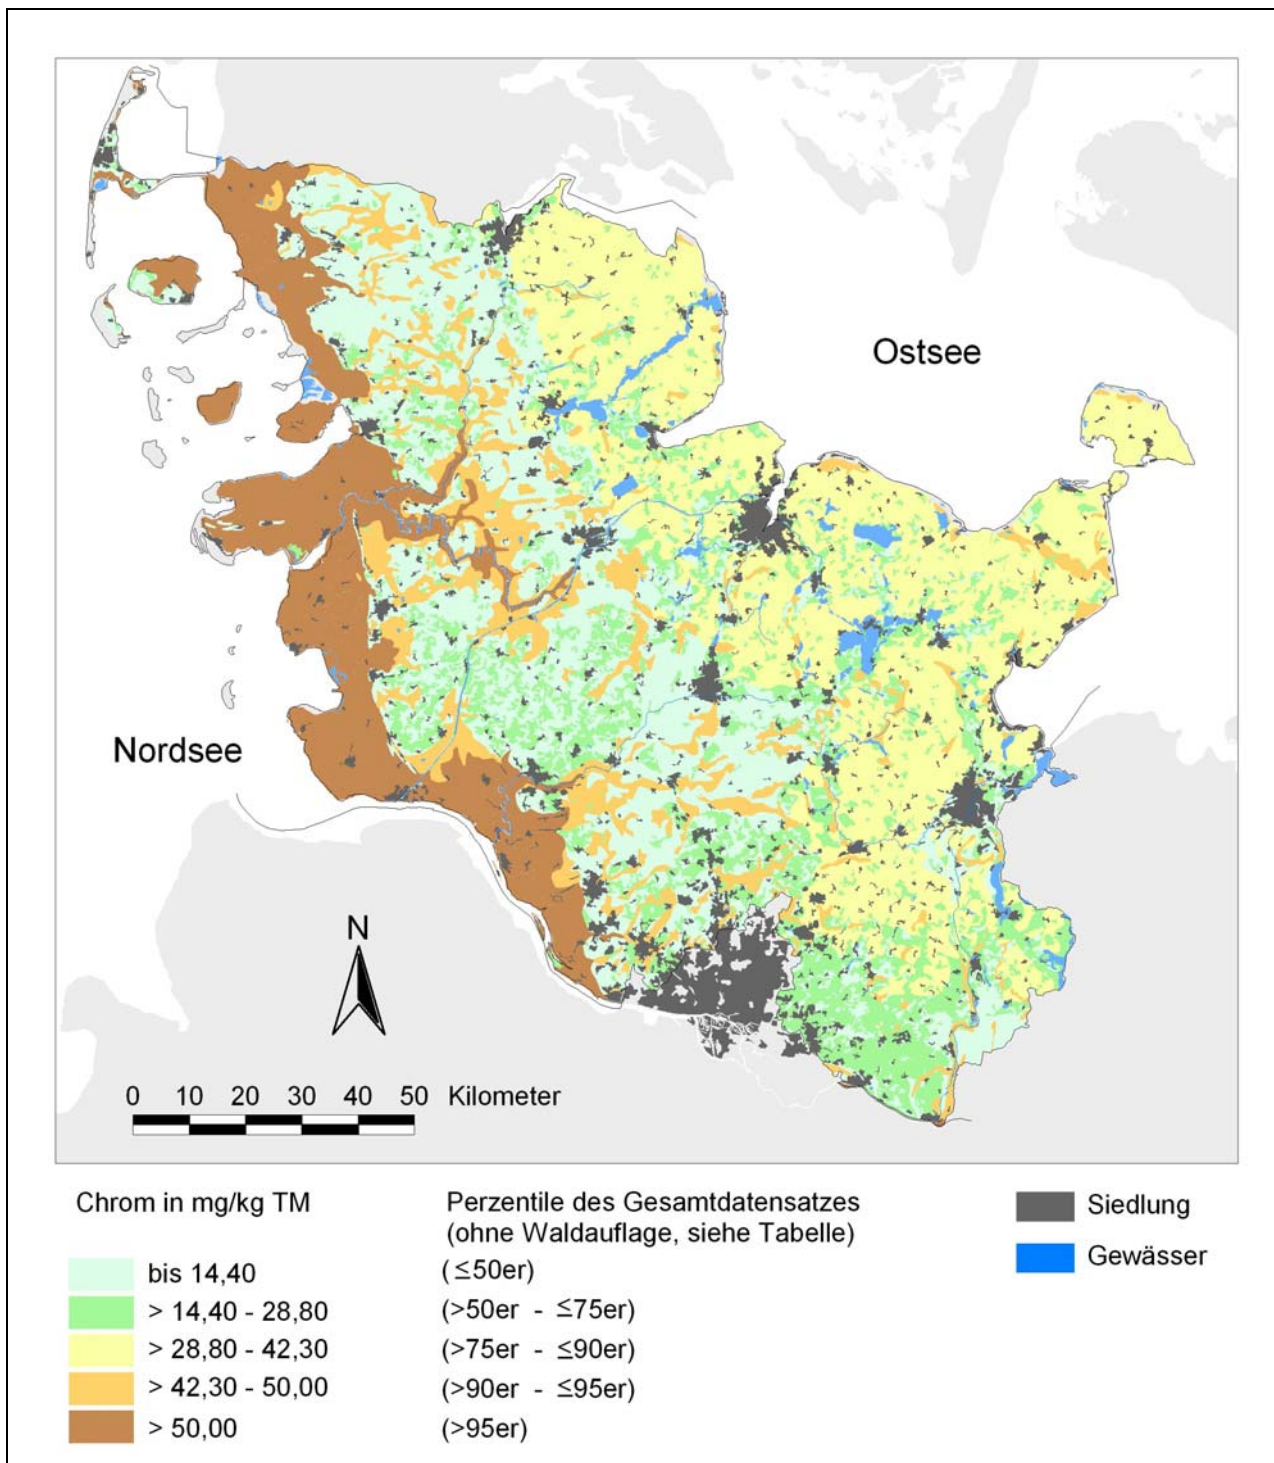 Ostsee
Nordsee
N
0 10 20 30 40 50 Kilometer
Chrom in mg/kg TM
Perzentile des Gesamtdatensatzes
(ohne Waldauflage, siehe Tabelle)
bis 14,40 (≤50er)
> 14,40 - 28,80 (>50er - ≤75er)
> 28,80 - 42,30 (>75er - ≤90er)
> 42,30 - 50,00 (>90er - ≤95er)
> 50,00 (>95er)
Siedlung
Gewässer